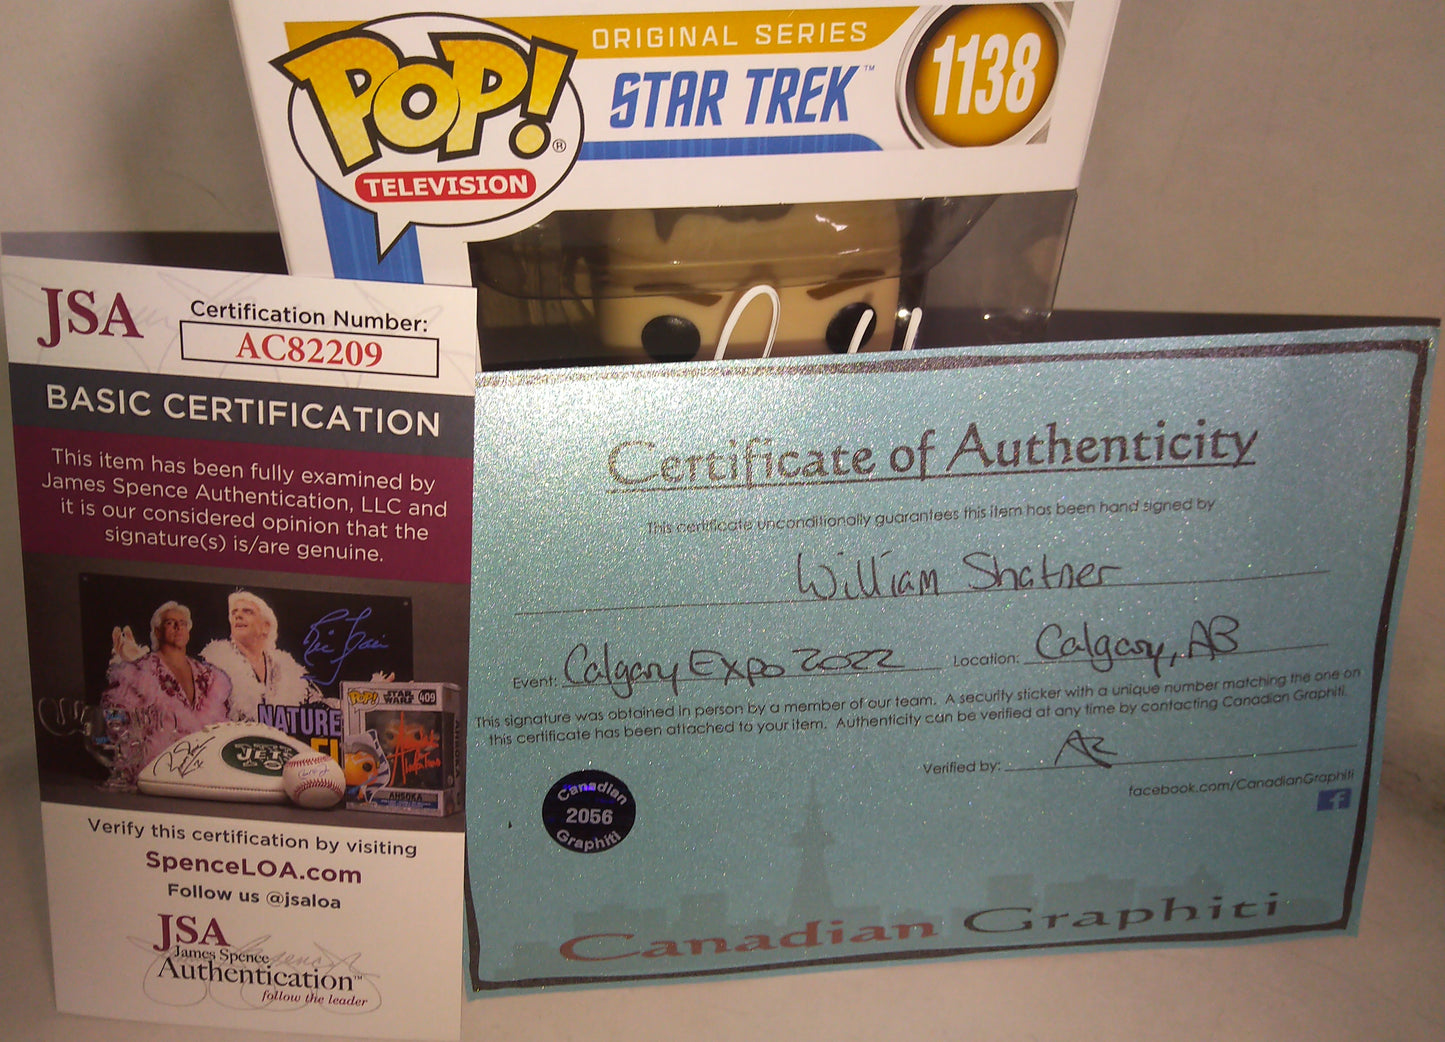 POP!
®
TELEVISION
ORIGINAL SERIES
STAR TREK™
1138
JSA
Certification Number:
AC82209
BASIC CERTIFICATION
This item has been fully examined by
James Spence Authentication, LLC and
it is our considered opinion that the
signature(s) is/are genuine.
NATURE
JETS
POP!
STAR WARS
409
AHSOKA
Verify this certification by visiting
SpenceLOA.com
Follow us @jsaloa
JSA
James Spence
Authentication™
follow the leader
Certificate of Authenticity
This certificate unconditionally guarantees this item has been hand signed by
William Shatner
Event: Calgary Expo 2022 Location: Calgary, AB
This signature was obtained in person by a member of our team. A security sticker with a unique number matching the one on
this certificate has been attached to your item. Authenticity can be verified at any time by contacting Canadian Graphiti.
Verified by:
facebook.com/CanadianGraphiti
f
Canadian
2056
Graphiti
Canadian Graphiti